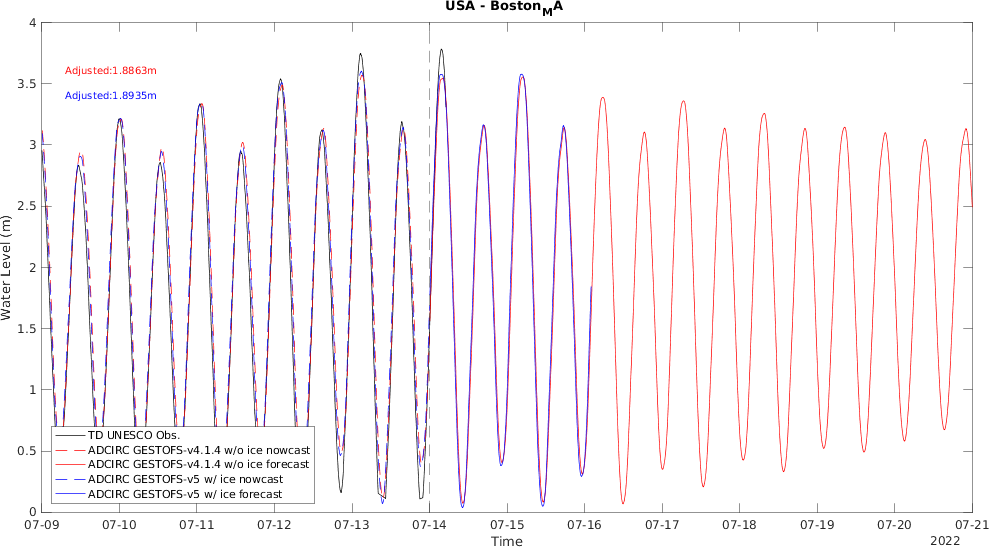 USA - BostonMA
4
3.5
3
2.5
2
1.5
1
0.5
0
Water Level (m)
Adjusted:1.8863m
Adjusted:1.8935m
TD UNESCO Obs.
ADCIRC GESTOFS-v4.1.4 w/o ice nowcast
ADCIRC GESTOFS-v4.1.4 w/o ice forecast
ADCIRC GESTOFS-v5 w/ ice nowcast
ADCIRC GESTOFS-v5 w/ ice forecast
07-09 07-10 07-11 07-12 07-13 07-14 07-15 07-16 07-17 07-18 07-19 07-20 07-21
Time
2022